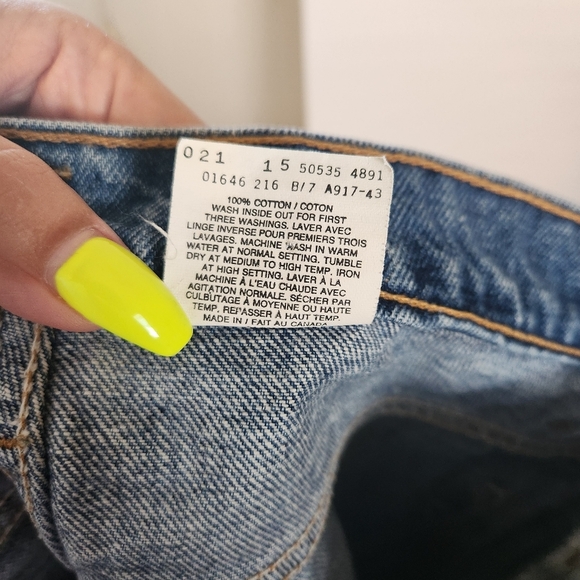 021 15 50535 4891
01646 216 B/7 A917-43
100% COTTON / COTON
WASH INSIDE OUT FOR FIRST
THREE WASHINGS. LAVER AVEC
LINGE INVERSE POUR PREMIERS TROIS
LAVAGES. MACHINE WASH IN WARM
WATER AT NORMAL SETTING. TUMBLE
DRY AT MEDIUM TO HIGH TEMP. IRON
AT HIGH SETTING. LAVER À LA
MACHINE À L'EAU CHAUDE AVEC
AGITATION NORMALE. SÉCHER PAR
CULBUTAGE À MOYENNE OU HAUTE
TEMP. REPASSER À HAUT TEMP.
MADE IN / FAIT AU CANADA